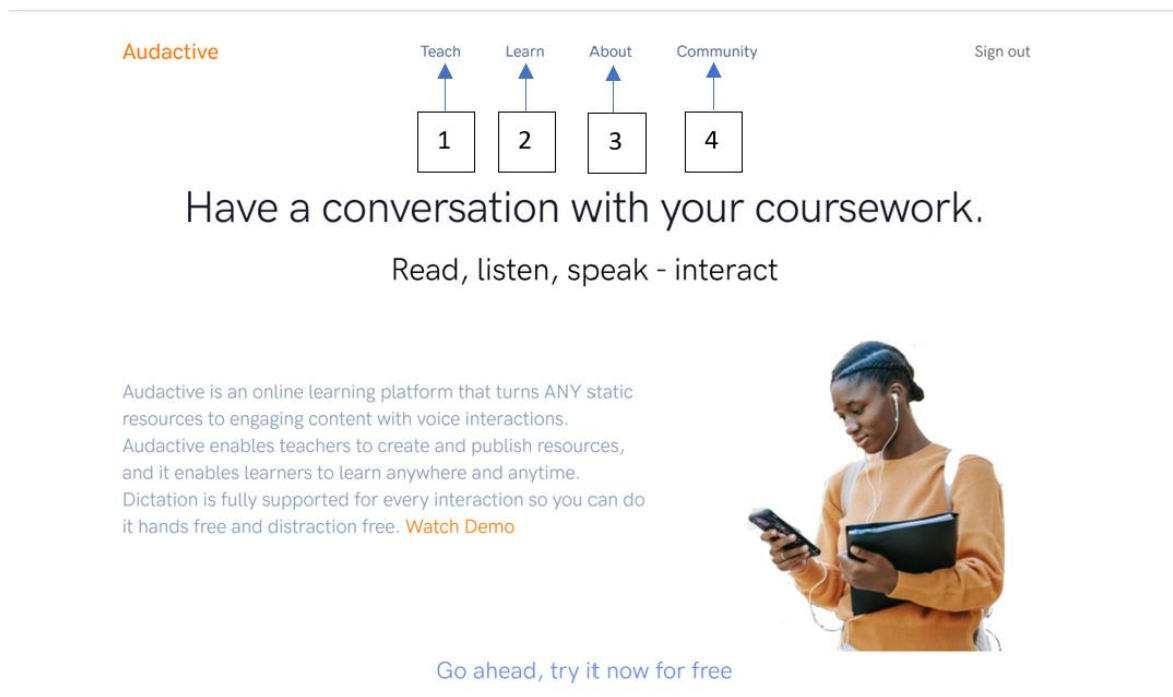 Audactive Teach Learn About Community Sign out
1 2 3 4
Have a conversation with your coursework.
Read, listen, speak - interact
Audactive is an online learning platform that turns ANY static
resources to engaging content with voice interactions.
Audactive enables teachers to create and publish resources,
and it enables learners to learn anywhere and anytime.
Dictation is fully supported for every interaction so you can do
it hands free and distraction free. Watch Demo
Go ahead, try it now for free